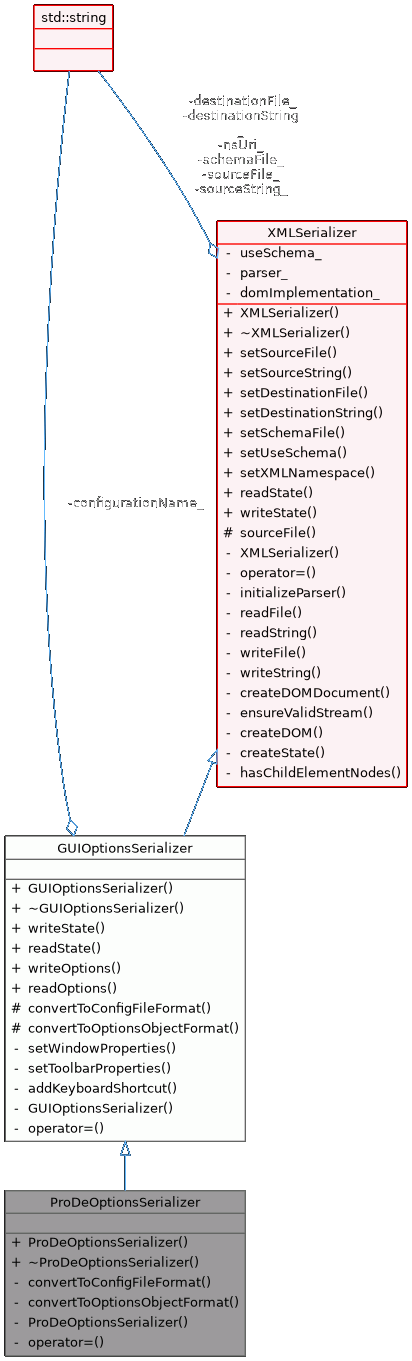 std::string
-destinationFile_
-destinationString
_
-nsUri_
-schemaFile_
-sourceFile_
-sourceString_
XMLSerializer
- useSchema_
- parser_
- domImplementation_
+ XMLSerializer()
+ ~XMLSerializer()
+ setSourceFile()
+ setSourceString()
+ setDestinationFile()
+ setDestinationString()
+ setSchemaFile()
+ setUseSchema()
+ setXMLNamespace()
+ readState()
+ writeState()
# sourceFile()
- XMLSerializer()
- operator=()
- initializeParser()
- readFile()
- readString()
- writeFile()
- writeString()
- createDOMDocument()
- ensureValidStream()
- createDOM()
- createState()
- hasChildElementNodes()
-configurationName_
GUIOptionsSerializer
+ GUIOptionsSerializer()
+ ~GUIOptionsSerializer()
+ writeState()
+ readState()
+ writeOptions()
+ readOptions()
# convertToConfigFileFormat()
# convertToOptionsObjectFormat()
- setWindowProperties()
- setToolbarProperties()
- addKeyboardShortcut()
- GUIOptionsSerializer()
- operator=()
ProDeOptionsSerializer
+ ProDeOptionsSerializer()
+ ~ProDeOptionsSerializer()
- convertToConfigFileFormat()
- convertToOptionsObjectFormat()
- ProDeOptionsSerializer()
- operator=()